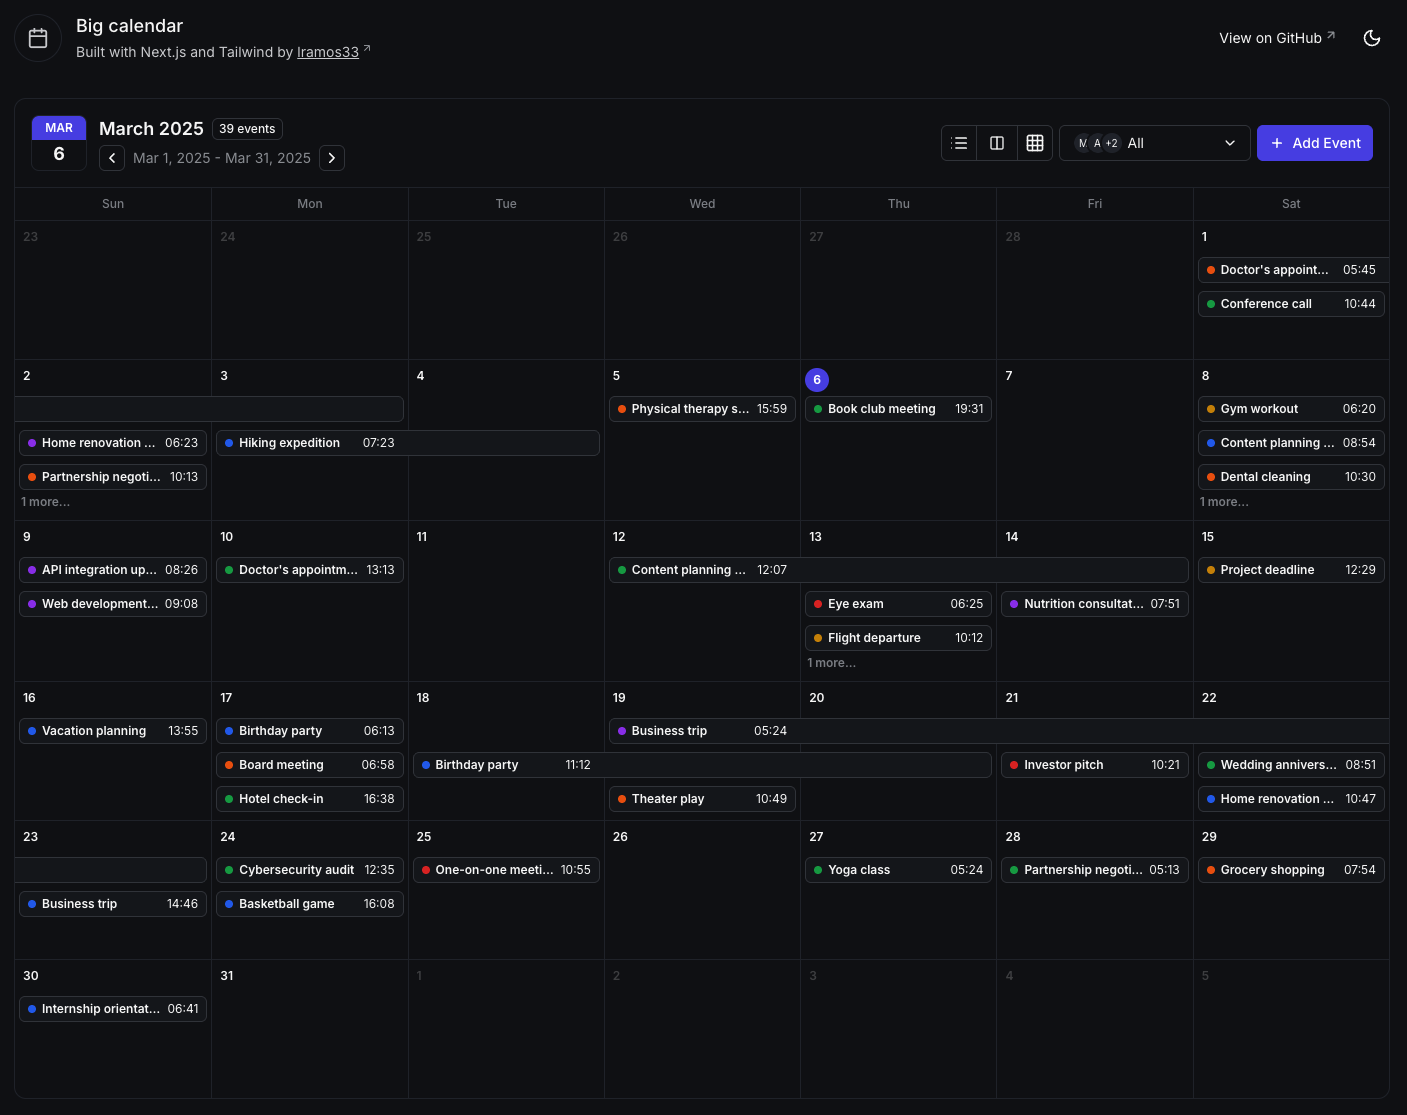 Big calendar
Built with Next.js and Tailwind by lramos33 ↗
View on GitHub ↗
MAR
6
March 2025
39 events
Mar 1, 2025 - Mar 31, 2025
M A +2 All
+ Add Event
Sun Mon Tue Wed Thu Fri Sat
23 24 25 26 27 28 1
Doctor's appoint... 05:45
Conference call 10:44
2 3 4 5 6 7 8
Physical therapy s... 15:59 Book club meeting 19:31 Gym workout 06:20
Home renovation ... 06:23 Hiking expedition 07:23 Content planning ... 08:54
Partnership negoti... 10:13 Dental cleaning 10:30
1 more... 1 more...
9 10 11 12 13 14 15
API integration up... 08:26 Doctor's appointm... 13:13 Content planning ... 12:07 Project deadline 12:29
Web development... 09:08 Eye exam 06:25 Nutrition consultat... 07:51
Flight departure 10:12
1 more...
16 17 18 19 20 21 22
Vacation planning 13:55 Birthday party 06:13 Business trip 05:24
Board meeting 06:58 Birthday party 11:12 Investor pitch 10:21 Wedding annivers... 08:51
Hotel check-in 16:38 Theater play 10:49 Home renovation ... 10:47
23 24 25 26 27 28 29
Cybersecurity audit 12:35 One-on-one meeti... 10:55 Yoga class 05:24 Partnership negoti... 05:13 Grocery shopping 07:54
Business trip 14:46 Basketball game 16:08
30 31 1 2 3 4 5
Internship orientat... 06:41